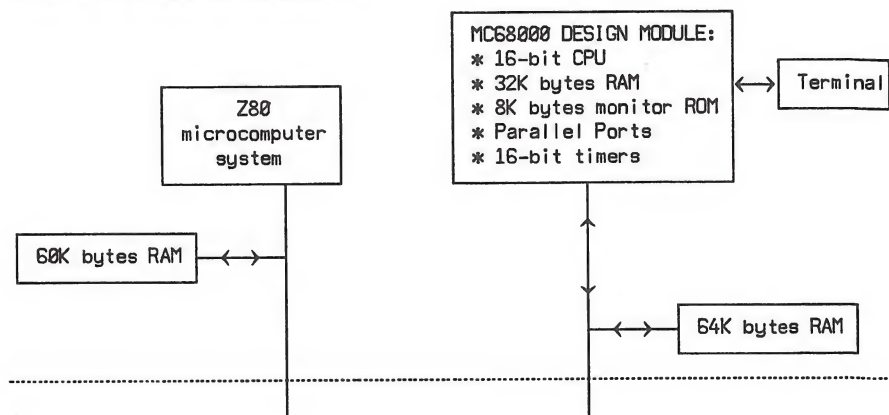 MC68000 DESIGN MODULE:
* 16-bit CPU
* 32K bytes RAM
* 8K bytes monitor ROM
* Parallel Ports
* 16-bit timers
Terminal
Z80
microcomputer
system
60K bytes RAM
64K bytes RAM